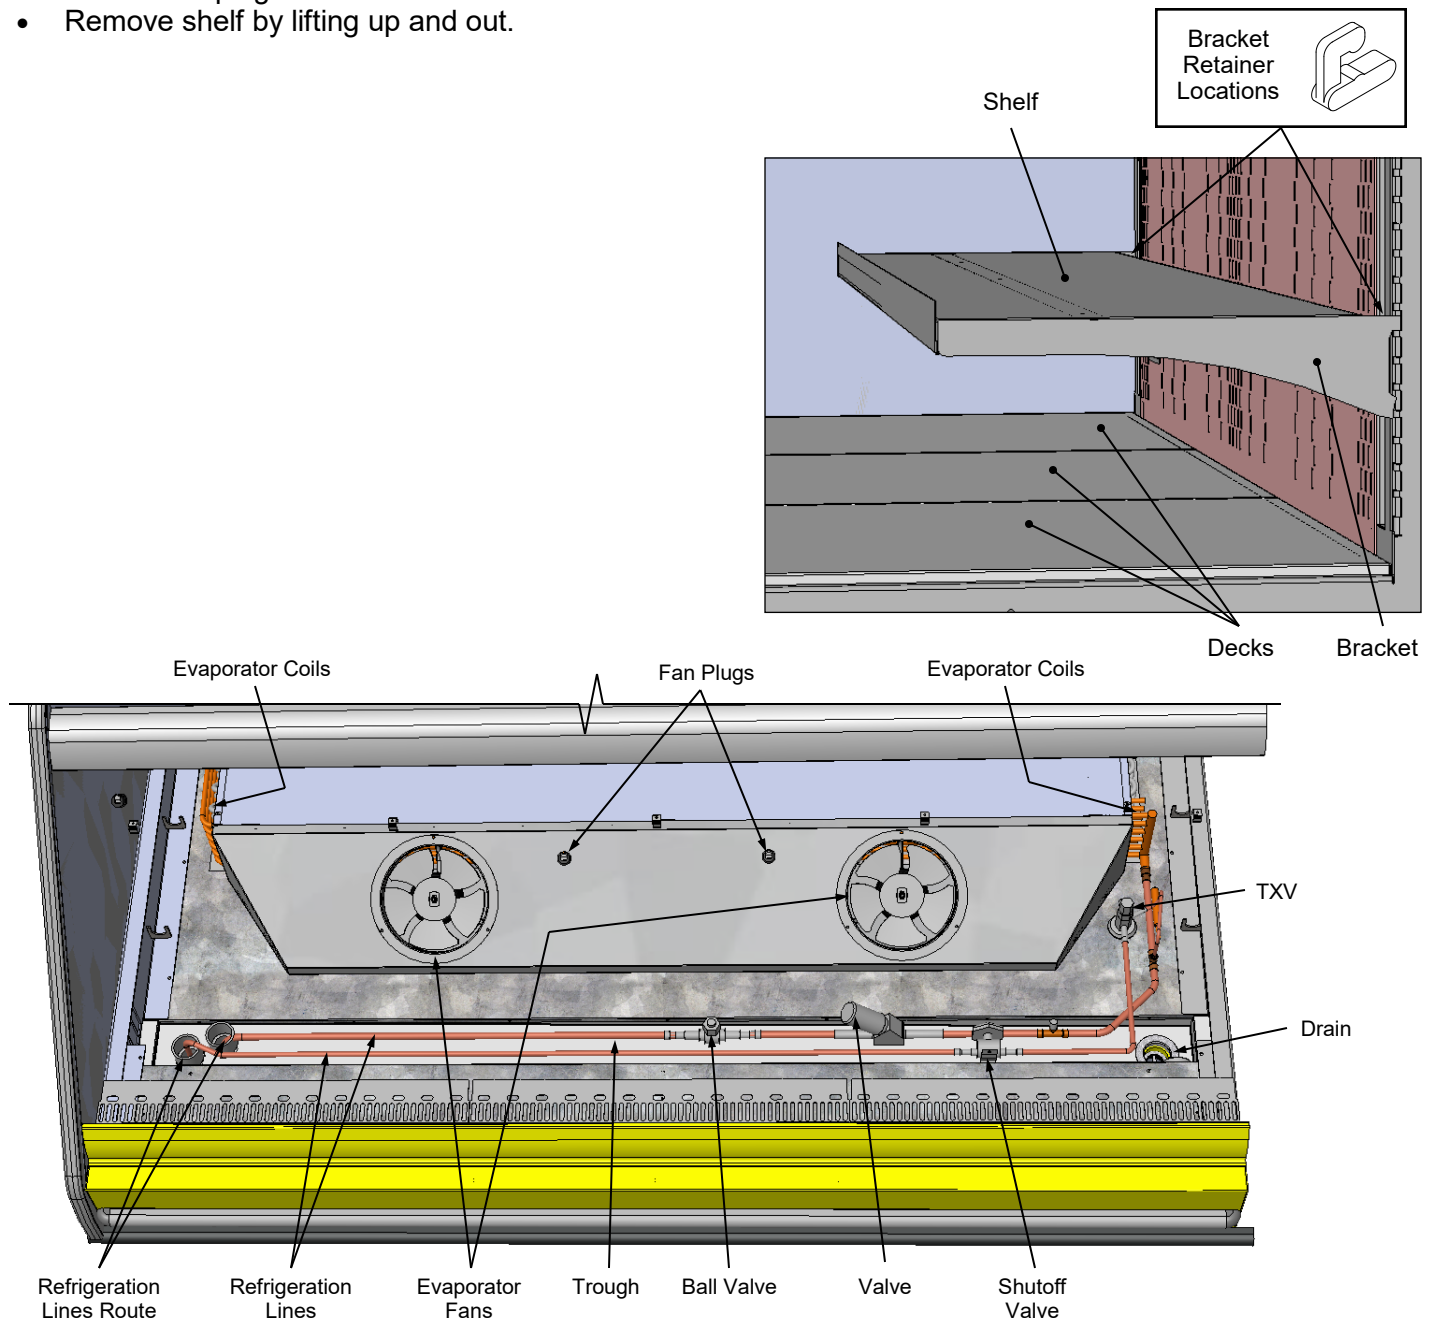 • Remove shelf by lifting up and out.
Bracket
Retainer
Locations
Shelf
Decks
Bracket
Evaporator Coils
Fan Plugs
Evaporator Coils
TXV
Drain
Refrigeration
Lines Route
Refrigeration
Lines
Evaporator
Fans
Trough
Ball Valve
Valve
Shutoff
Valve